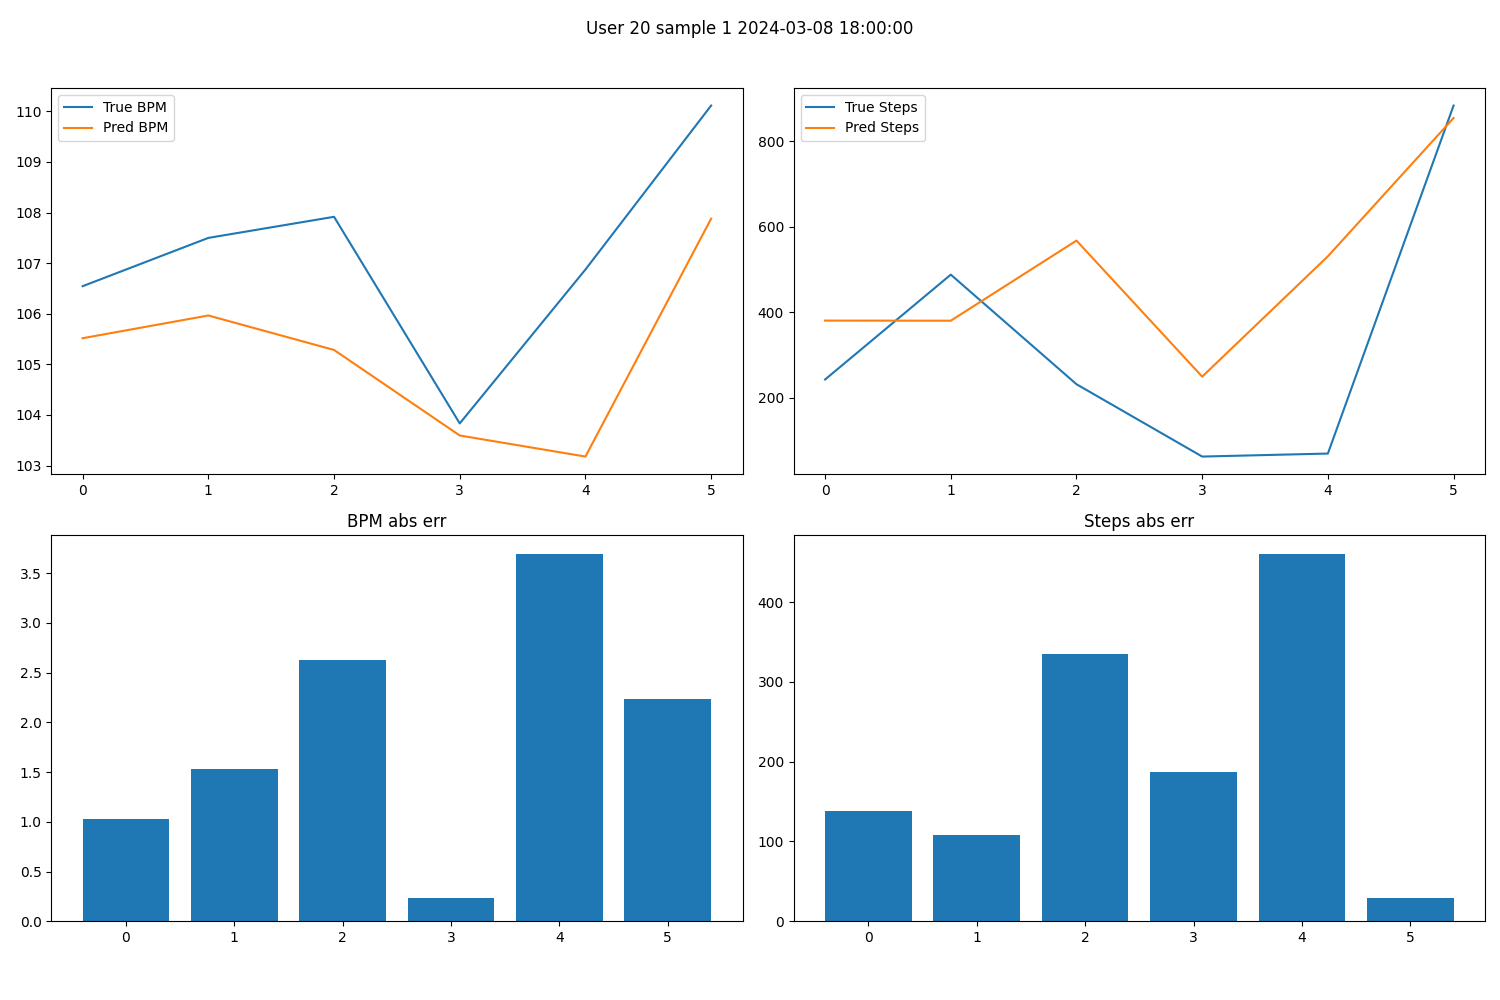 User 20 sample 1 2024-03-08 18:00:00
True BPM
Pred BPM
110
109
108
107
106
105
104
103
0 1 2 3 4 5
True Steps
Pred Steps
800
600
400
200
0 1 2 3 4 5
BPM abs err
3.5
3.0
2.5
2.0
1.5
1.0
0.5
0.0
0 1 2 3 4 5
Steps abs err
400
300
200
100
0
0 1 2 3 4 5